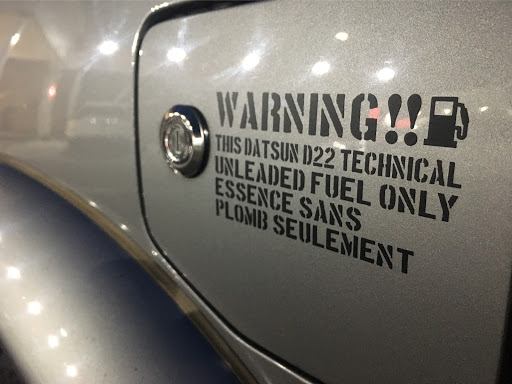 WARNING!!
THIS DATSUN D22 TECHNICAL
UNLEADED FUEL ONLY
ESSENCE SANS
PLOMB SEULEMENT